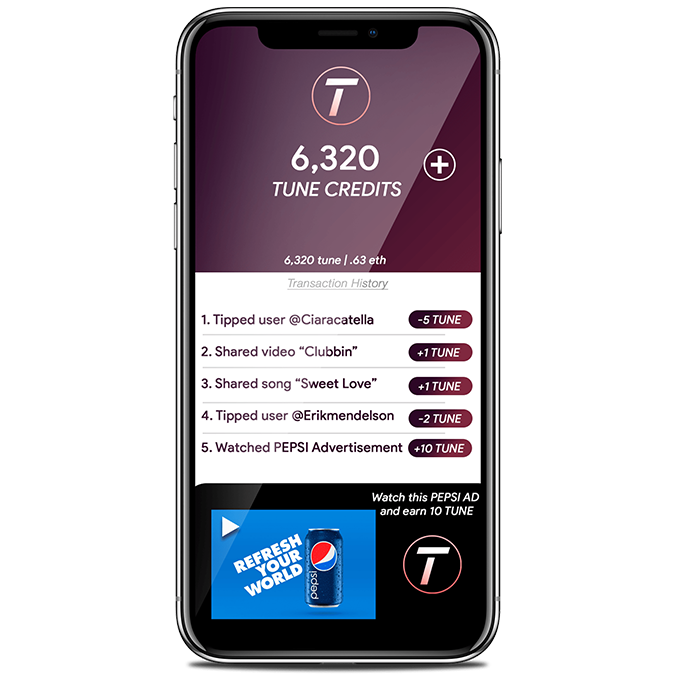 T
6,320
+
TUNE CREDITS
6,320 tune | .63 eth
Transaction History
1. Tipped user @Ciaracatella -5 TUNE
2. Shared video “Clubbin” +1 TUNE
3. Shared song “Sweet Love” +1 TUNE
4. Tipped user @Erikmendelson -2 TUNE
5. Watched PEPSI Advertisement +10 TUNE
Watch this PEPSI AD
and earn 10 TUNE
REFRESH
YOUR
WORLD
pepsi
T